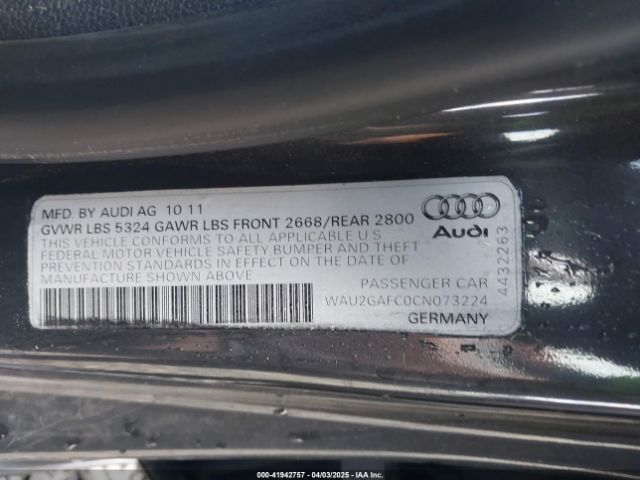 MFD. BY AUDI AG 10 11
GVWR LBS 5324 GAWR LBS FRONT 2668/REAR 2800
THIS VEHICLE CONFORMS TO ALL APPLICABLE U S
FEDERAL MOTOR VEHICLE SAFETY BUMPER AND THEFT
PREVENTION STANDARDS IN EFFECT ON THE DATE OF
MANUFACTURE SHOWN ABOVE
Audi
4432263
PASSENGER CAR
WAU2GAFC0CN073224
GERMANY
000-41942757 - 04/03/2025 - IAAI.com